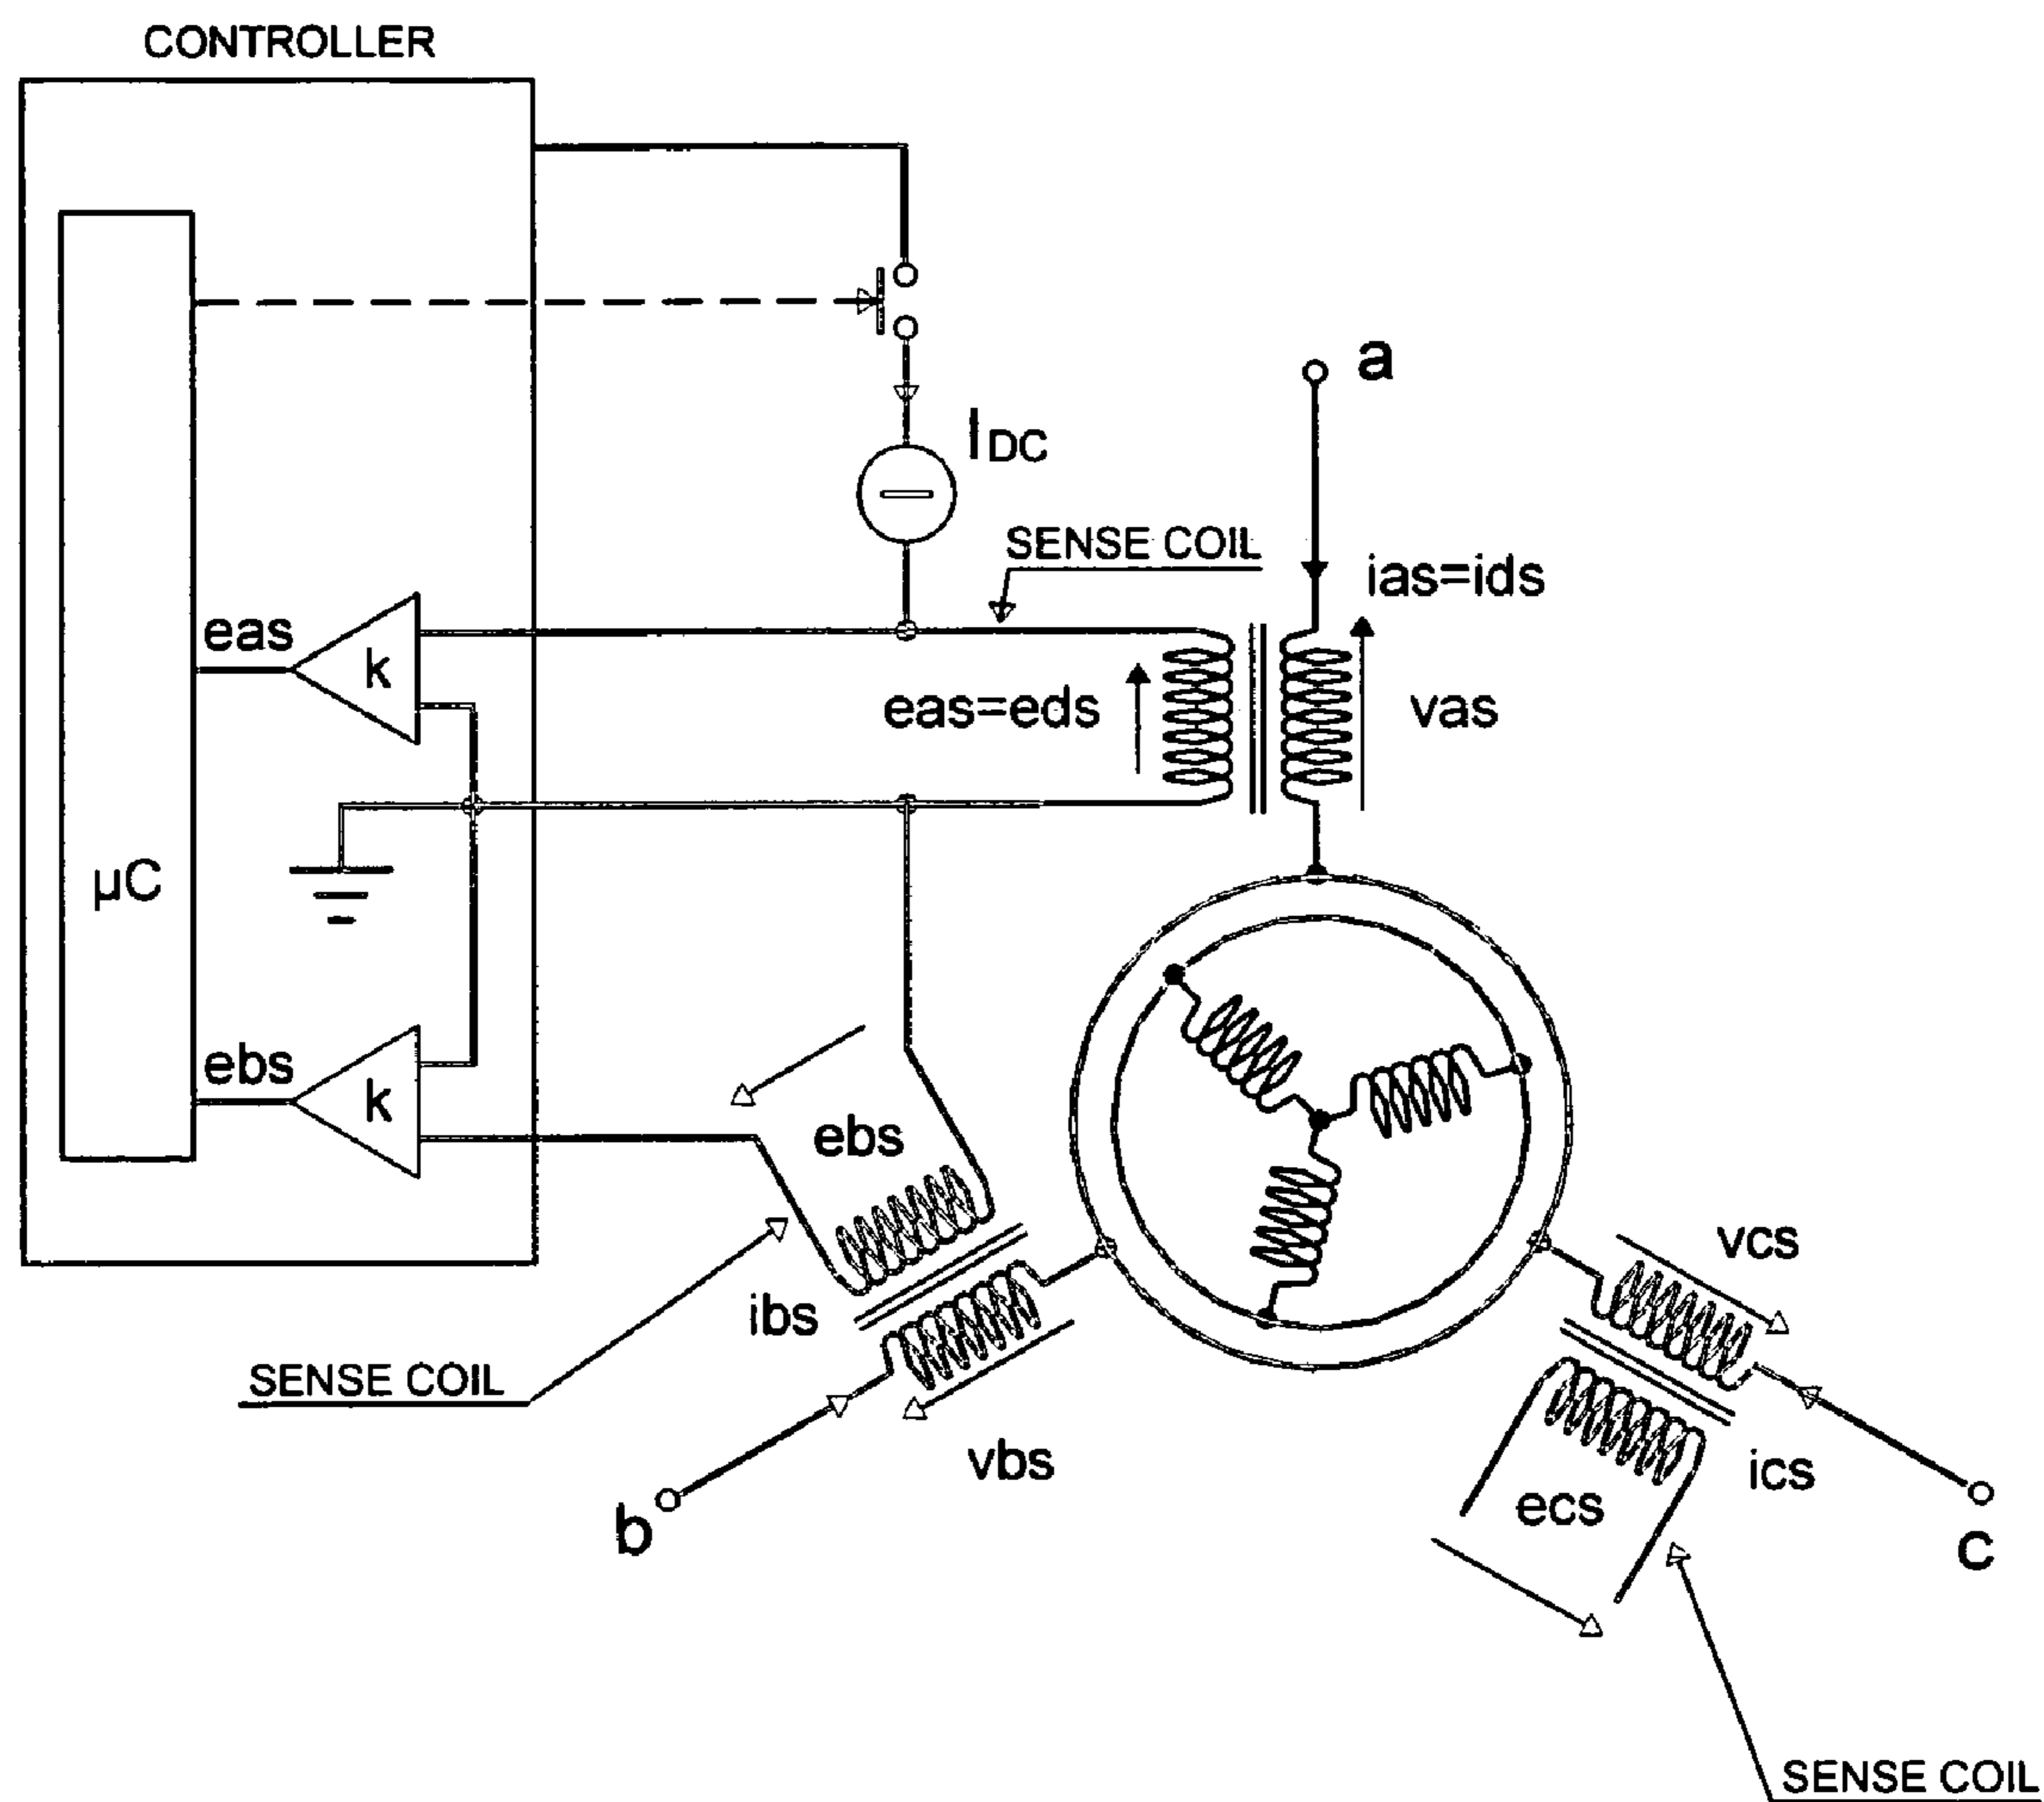 CONTROLLER
IDC
a
SENSE COIL
ias=ids
eas
k
eas=eds
vas
µC
ebs
k
ebs
ibs
vcs
SENSE COIL
vbs
ics
b
ecs
c
SENSE COIL